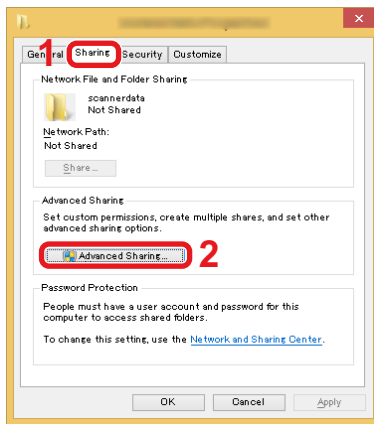 1
General Sharing Security Customize
Network File and Folder Sharing
scannerdata
Not Shared
Network Path:
Not Shared
Share...
Advanced Sharing
Set custom permissions, create multiple shares, and set other
advanced sharing options.
Advanced Sharing...
2
Password Protection
People must have a user account and password for this
computer to access shared folders.
To change this setting, use the Network and Sharing Center.
OK Cancel Apply